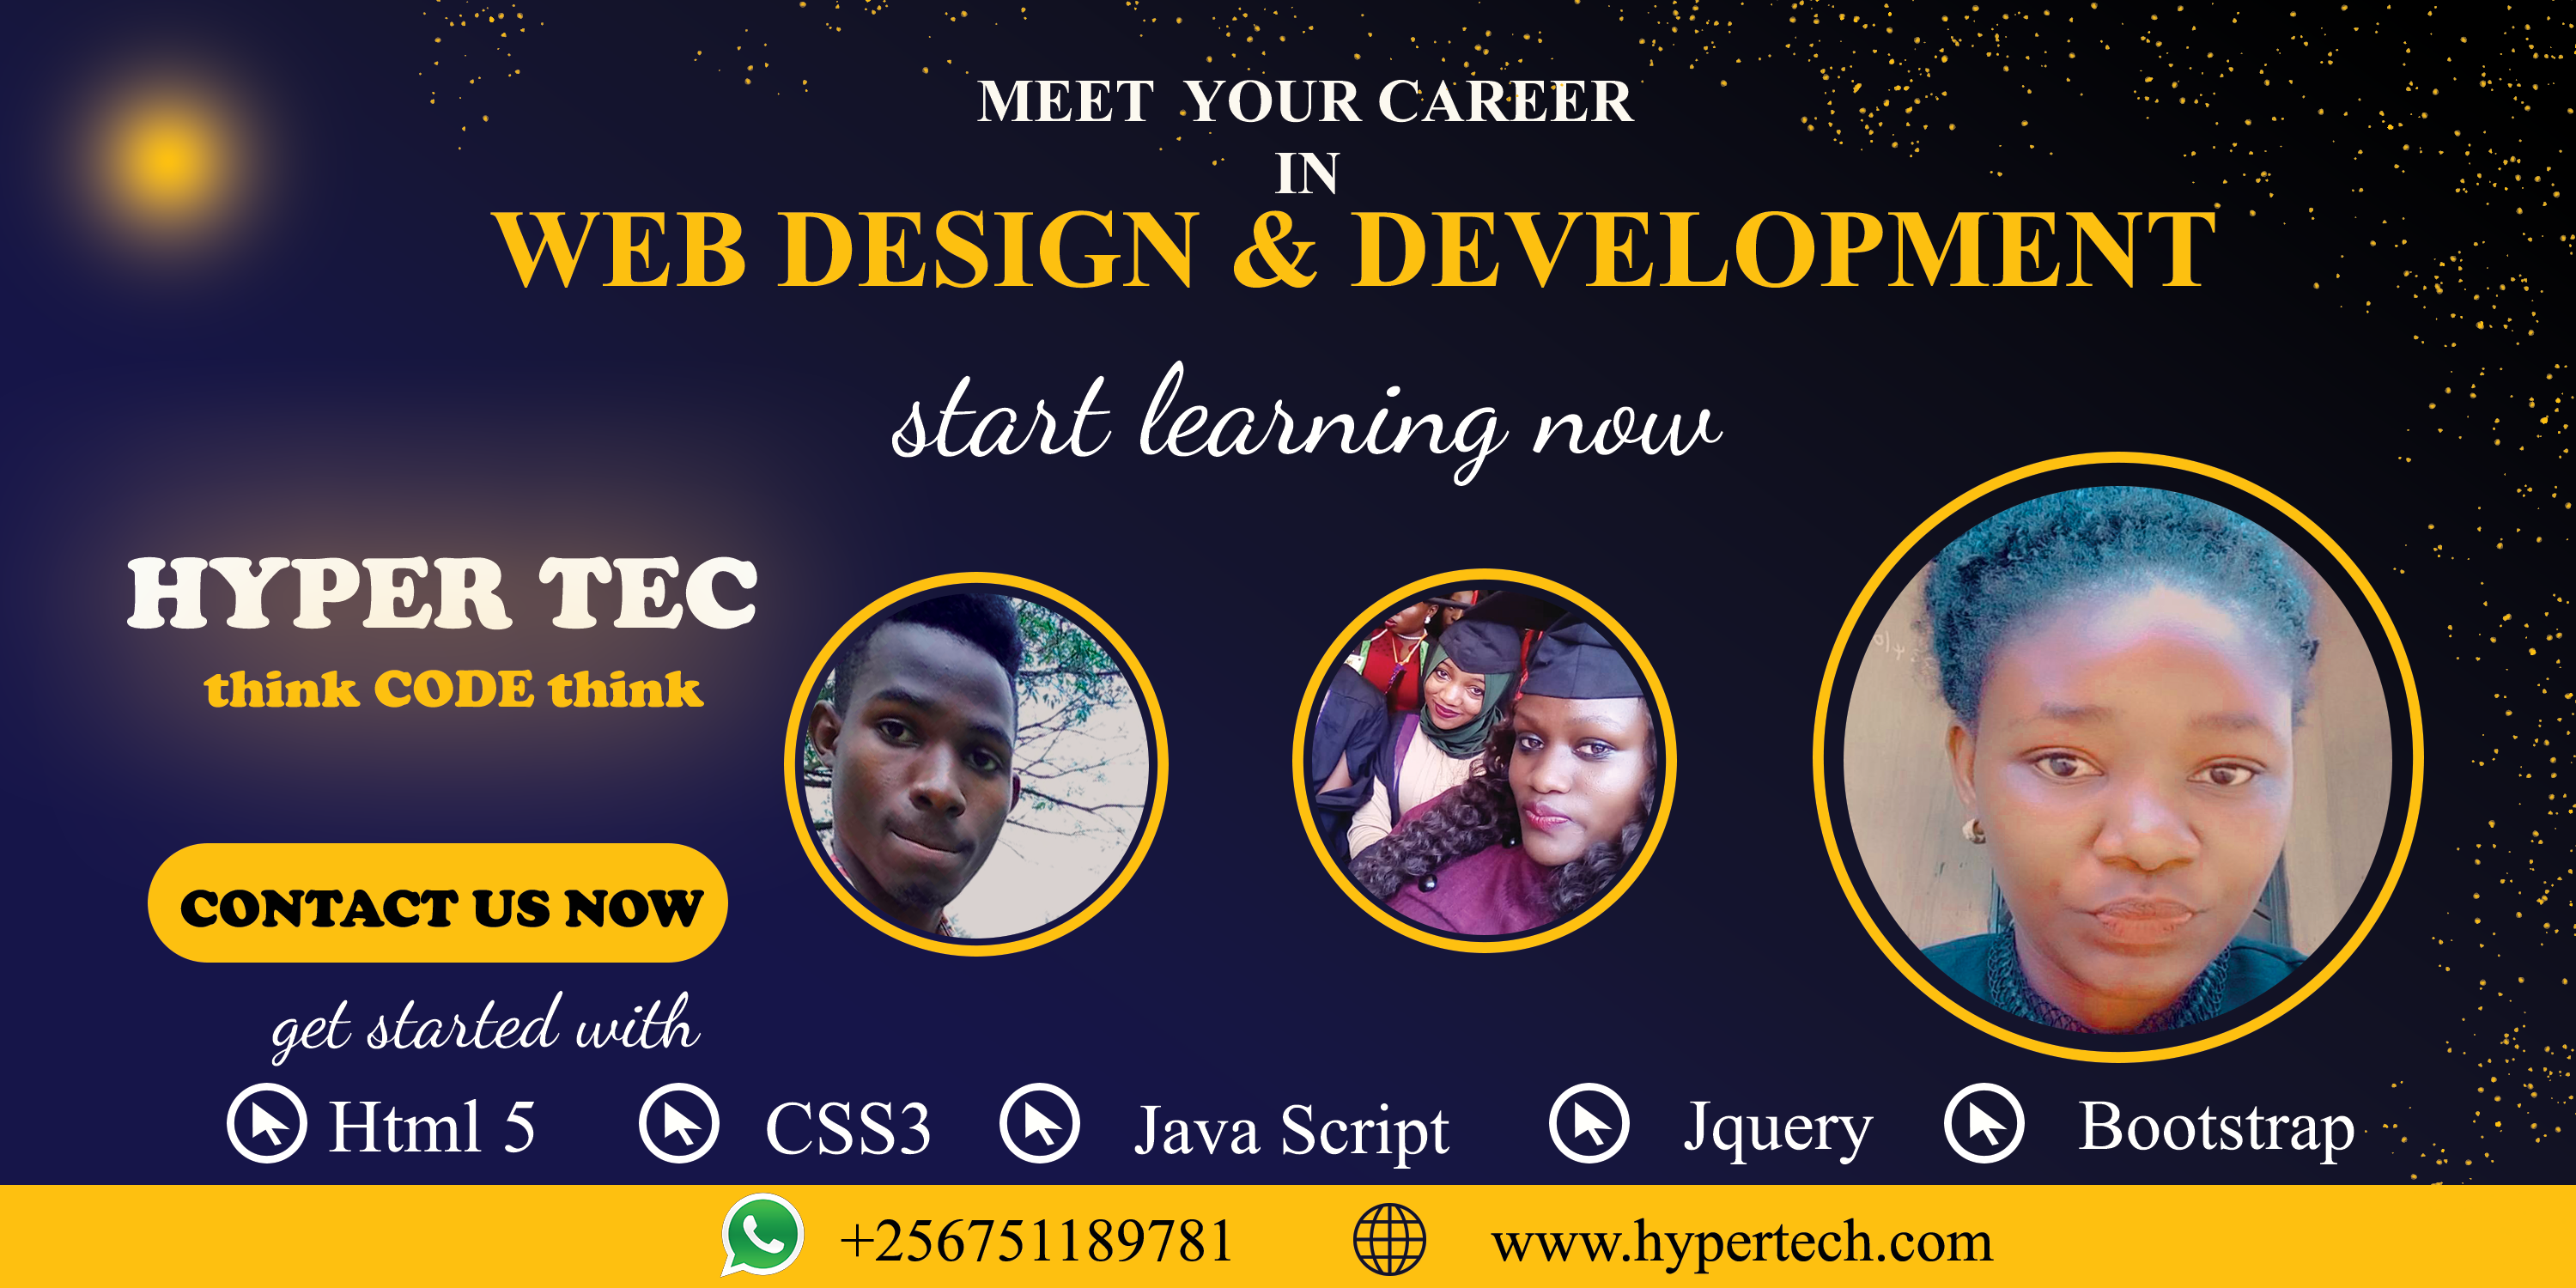 MEET YOUR CAREER
IN
WEB DESIGN & DEVELOPMENT
start learning now
HYPER TEC
think CODE think
CONTACT US NOW
get started with
Html 5 CSS3 Java Script Jquery Bootstrap
+256751189781 www.hypertech.com